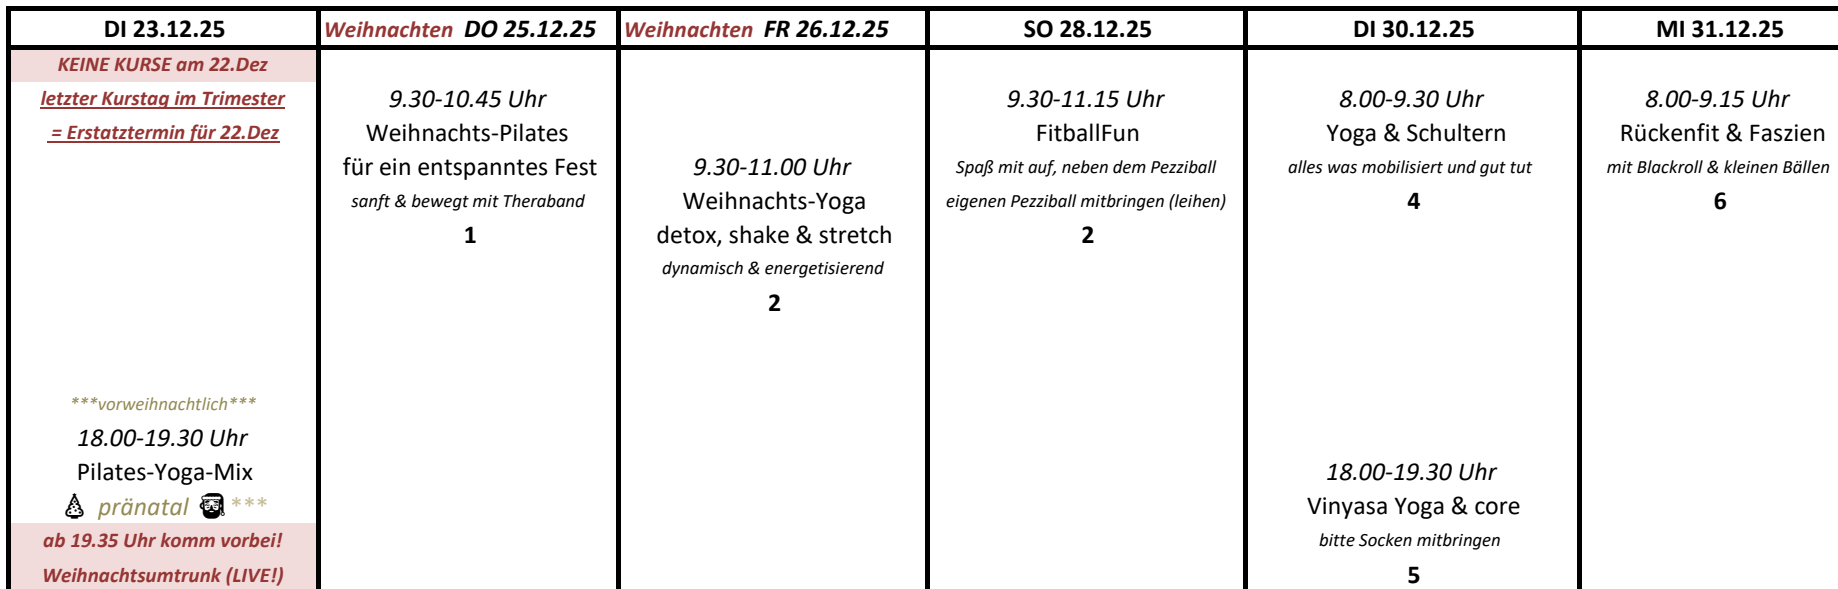 DI 23.12.25
KEINE KURSE am 22.Dez
letzter Kurstag im Trimester
= Erstatztermin für 22.Dez
***vorweihnachtlich***
18.00-19.30 Uhr
Pilates-Yoga-Mix
pränatal ***
ab 19.35 Uhr komm vorbei!
Weihnachtsumtrunk (LIVE!)
Weihnachten DO 25.12.25
9.30-10.45 Uhr
Weihnachts-Pilates
für ein entspanntes Fest
sanft & bewegt mit Theraband
1
Weihnachten FR 26.12.25
9.30-11.00 Uhr
Weihnachts-Yoga
detox, shake & stretch
dynamisch & energetisierend
2
SO 28.12.25
9.30-11.15 Uhr
FitballFun
Spaß mit auf, neben dem Pezziball
eigenen Pezziball mitbringen (leihen)
2
DI 30.12.25
8.00-9.30 Uhr
Yoga & Schultern
alles was mobilisiert und gut tut
4
18.00-19.30 Uhr
Vinyasa Yoga & core
bitte Socken mitbringen
5
MI 31.12.25
8.00-9.15 Uhr
Rückenfit & Faszien
mit Blackroll & kleinen Bällen
6